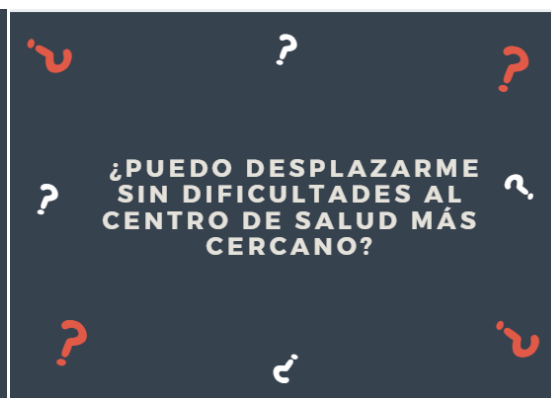 ¿PUEDO DESPLAZARME
SIN DIFICULTADES AL
CENTRO DE SALUD MÁS
CERCANO?